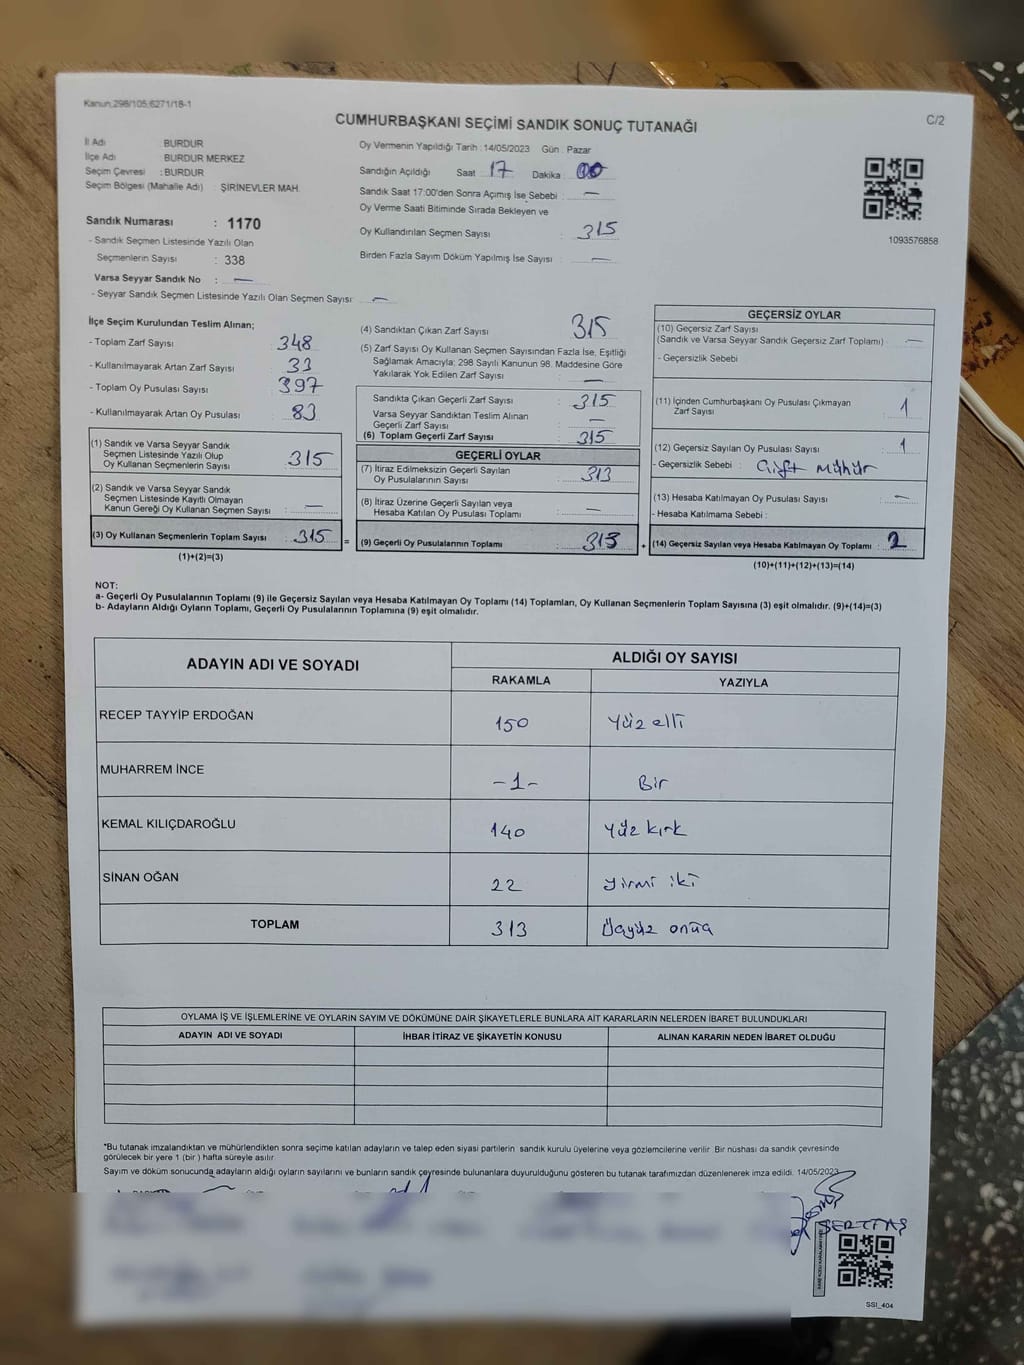 Kanun;298/105;6271/18-1
C/2
CUMHURBAŞKANI SEÇİMİ SANDIK SONUÇ TUTANAĞI
İl Adı BURDUR
İlçe Adı BURDUR MERKEZ
Seçim Çevresi : BURDUR
Seçim Bölgesi (Mahalle Adı) : ŞİRİNEVLER MAH.
Sandık Numarası : 1170
- Sandık Seçmen Listesinde Yazılı Olan
Seçmenlerin Sayısı : 338
Varsa Seyyar Sandık No : —
- Seyyar Sandık Seçmen Listesinde Yazılı Olan Seçmen Sayısı : —
Oy Vermenin Yapıldığı Tarih : 14/05/2023 Gün : Pazar
Sandığın Açıldığı Saat 17 Dakika : 00
Sandık Saat 17:00'den Sonra Açımış İse Sebebi : —
Oy Verme Saati Bitiminde Sırada Bekleyen ve
Oy Kullandırılan Seçmen Sayısı : 315
Birden Fazla Sayım Döküm Yapılmış İse Sayısı : —
1093576858
İlçe Seçim Kurulundan Teslim Alınan;
- Toplam Zarf Sayısı : 348
- Kullanılmayarak Artan Zarf Sayısı : 33
- Toplam Oy Pusulası Sayısı : 397
- Kullanılmayarak Artan Oy Pusulası : 83
(1) Sandık ve Varsa Seyyar Sandık
Seçmen Listesinde Yazılı Olup
Oy Kullanan Seçmenlerin Sayısı : 315
(2) Sandık ve Varsa Seyyar Sandık
Seçmen Listesinde Kayıtlı Olmayan
Kanun Gereği Oy Kullanan Seçmen Sayısı : —
(3) Oy Kullanan Seçmenlerin Toplam Sayısı : 315 =
(1)+(2)=(3)
(4) Sandıktan Çıkan Zarf Sayısı : 315
(5) Zarf Sayısı Oy Kullanan Seçmen Sayısından Fazla İse, Eşitliği
Sağlamak Amacıyla; 298 Sayılı Kanunun 98. Maddesine Göre
Yakılarak Yok Edilen Zarf Sayısı : —
Sandıkta Çıkan Geçerli Zarf Sayısı : 315
Varsa Seyyar Sandıktan Teslim Alınan
Geçerli Zarf Sayısı : —
(6) Toplam Geçerli Zarf Sayısı : 315
GEÇERLİ OYLAR
(7) İtiraz Edilmeksizin Geçerli Sayılan
Oy Pusulalarının Sayısı : 313
(8) İtiraz Üzerine Geçerli Sayılan veya
Hesaba Katılan Oy Pusulası Toplamı : —
(9) Geçerli Oy Pusulalarının Toplamı : 313 +
GEÇERSİZ OYLAR
(10) Geçersiz Zarf Sayısı
(Sandık ve Varsa Seyyar Sandık Geçersiz Zarf Toplamı) : —
- Geçersizlik Sebebi :
(11) İçinden Cumhurbaşkanı Oy Pusulası Çıkmayan
Zarf Sayısı : 1
(12) Geçersiz Sayılan Oy Pusulası Sayısı : 1
- Geçersizlik Sebebi : Çift mühür
(13) Hesaba Katılmayan Oy Pusulası Sayısı : —
- Hesaba Katılmama Sebebi :
(14) Geçersiz Sayılan veya Hesaba Katılmayan Oy Toplamı : 2
(10)+(11)+(12)+(13)=(14)
NOT:
a- Geçerli Oy Pusulalarının Toplamı (9) ile Geçersiz Sayılan veya Hesaba Katılmayan Oy Toplamı (14) Toplamları, Oy Kullanan Seçmenlerin Toplam Sayısına (3) eşit olmalıdır. (9)+(14)=(3)
b- Adayların Aldığı Oyların Toplamı, Geçerli Oy Pusulalarının Toplamına (9) eşit olmalıdır.
ADAYIN ADI VE SOYADI ALDIĞI OY SAYISI
RAKAMLA YAZIYLA
RECEP TAYYİP ERDOĞAN 150 Yüz elli
MUHARREM İNCE -1- Bir
KEMAL KILIÇDAROĞLU 140 Yüz kırk
SİNAN OĞAN 22 yirmi iki
TOPLAM 313 Üçyüz onüç
OYLAMA İŞ VE İŞLEMLERİNE VE OYLARIN SAYIM VE DÖKÜMÜNE DAİR ŞİKAYETLERLE BUNLARA AİT KARARLARIN NELERDEN İBARET BULUNDUKLARI
ADAYIN ADI VE SOYADI İHBAR İTİRAZ VE ŞİKAYETİN KONUSU ALINAN KARARIN NEDEN İBARET OLDUĞU
*Bu tutanak imzalandıktan ve mühürlendikten sonra seçime katılan adayların ve talep eden siyasi partilerin sandık kurulu üyelerine veya gözlemcilerine verilir. Bir nüshası da sandık çevresinde
görülecek bir yere 1 (bir) hafta süreyle asılır.
Sayım ve döküm sonucunda adayların aldığı oyların sayılarını ve bunların sandık çevresinde bulunanlara duyurulduğunu gösteren bu tutanak tarafımızdan düzenlenerek imza edildi. 14/05/2023
SERTTAŞ
SSI_404